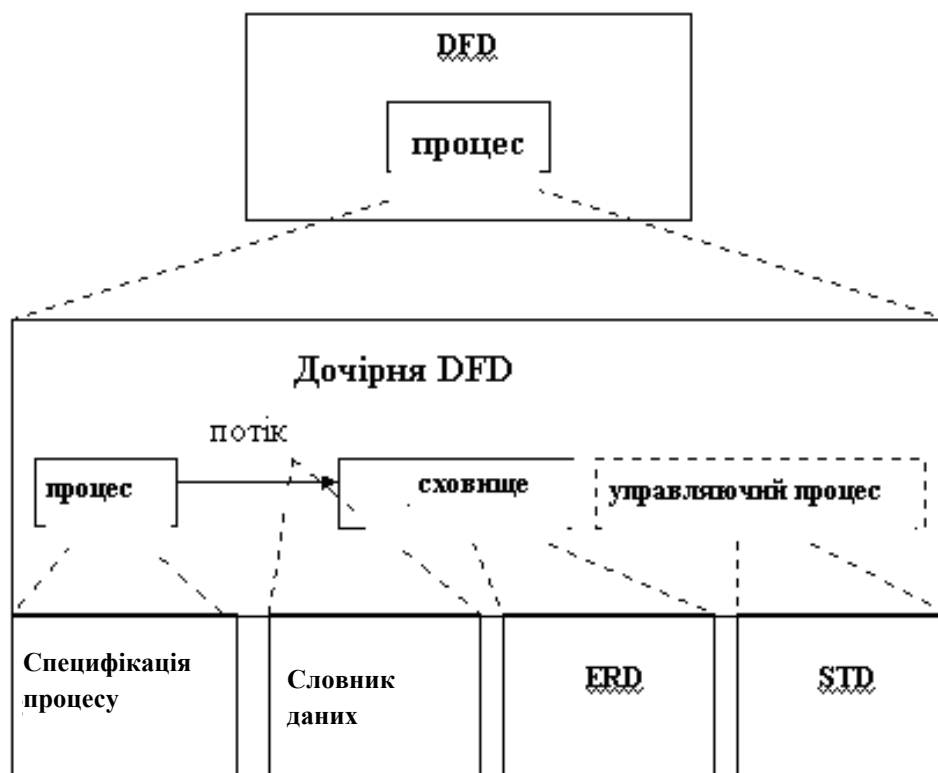 DFD
процес
Дочірня DFD
потік
процес
сховище
управляючий процес
Специфікація
процесу
Словник
даних
ERD
STD